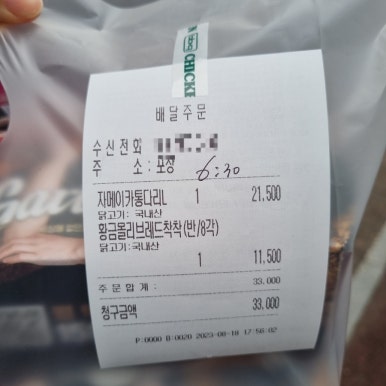 bbq CHICKE
배달주문
수신전화
주 소 : 포장 6:30
자메이카통다리L 1 21,500
닭고기: 국내산
황금올리브레드착착(반/8각)
닭고기:국내산
1 11,500
주문합계: 33,000
청구금액 33,000
P:0000 B:0020 2023-08-18 17:56:02